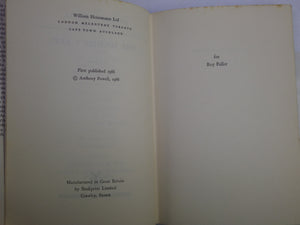 William Heinemann Ltd
LONDON MELBOURNE TORONTO
CAPE TOWN AUCKLAND
First published 1966
© Anthony Powell, 1966
Manufactured in Great Britain
by Bookprint Limited
Crawley, Sussex
for
Roy Fuller